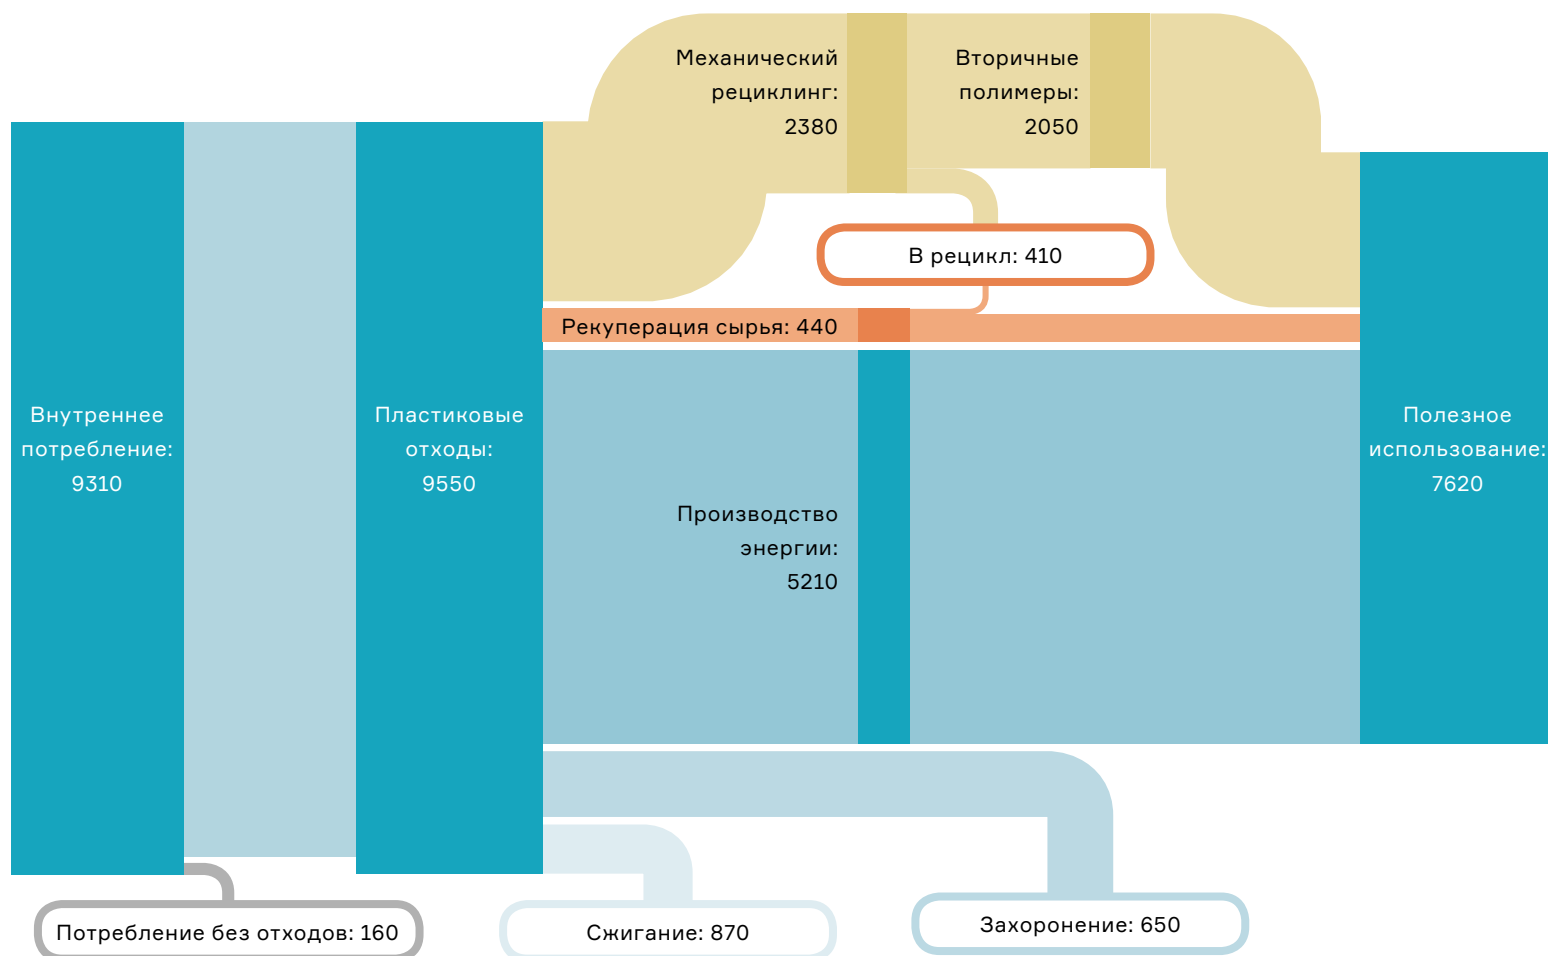 Механический
рециклинг:
2380
Вторичные
полимеры:
2050
В рецикл: 410
Рекуперация сырья: 440
Внутреннее
потребление:
9310
Пластиковые
отходы:
9550
Полезное
использование:
7620
Производство
энергии:
5210
Потребление без отходов: 160
Сжигание: 870
Захоронение: 650